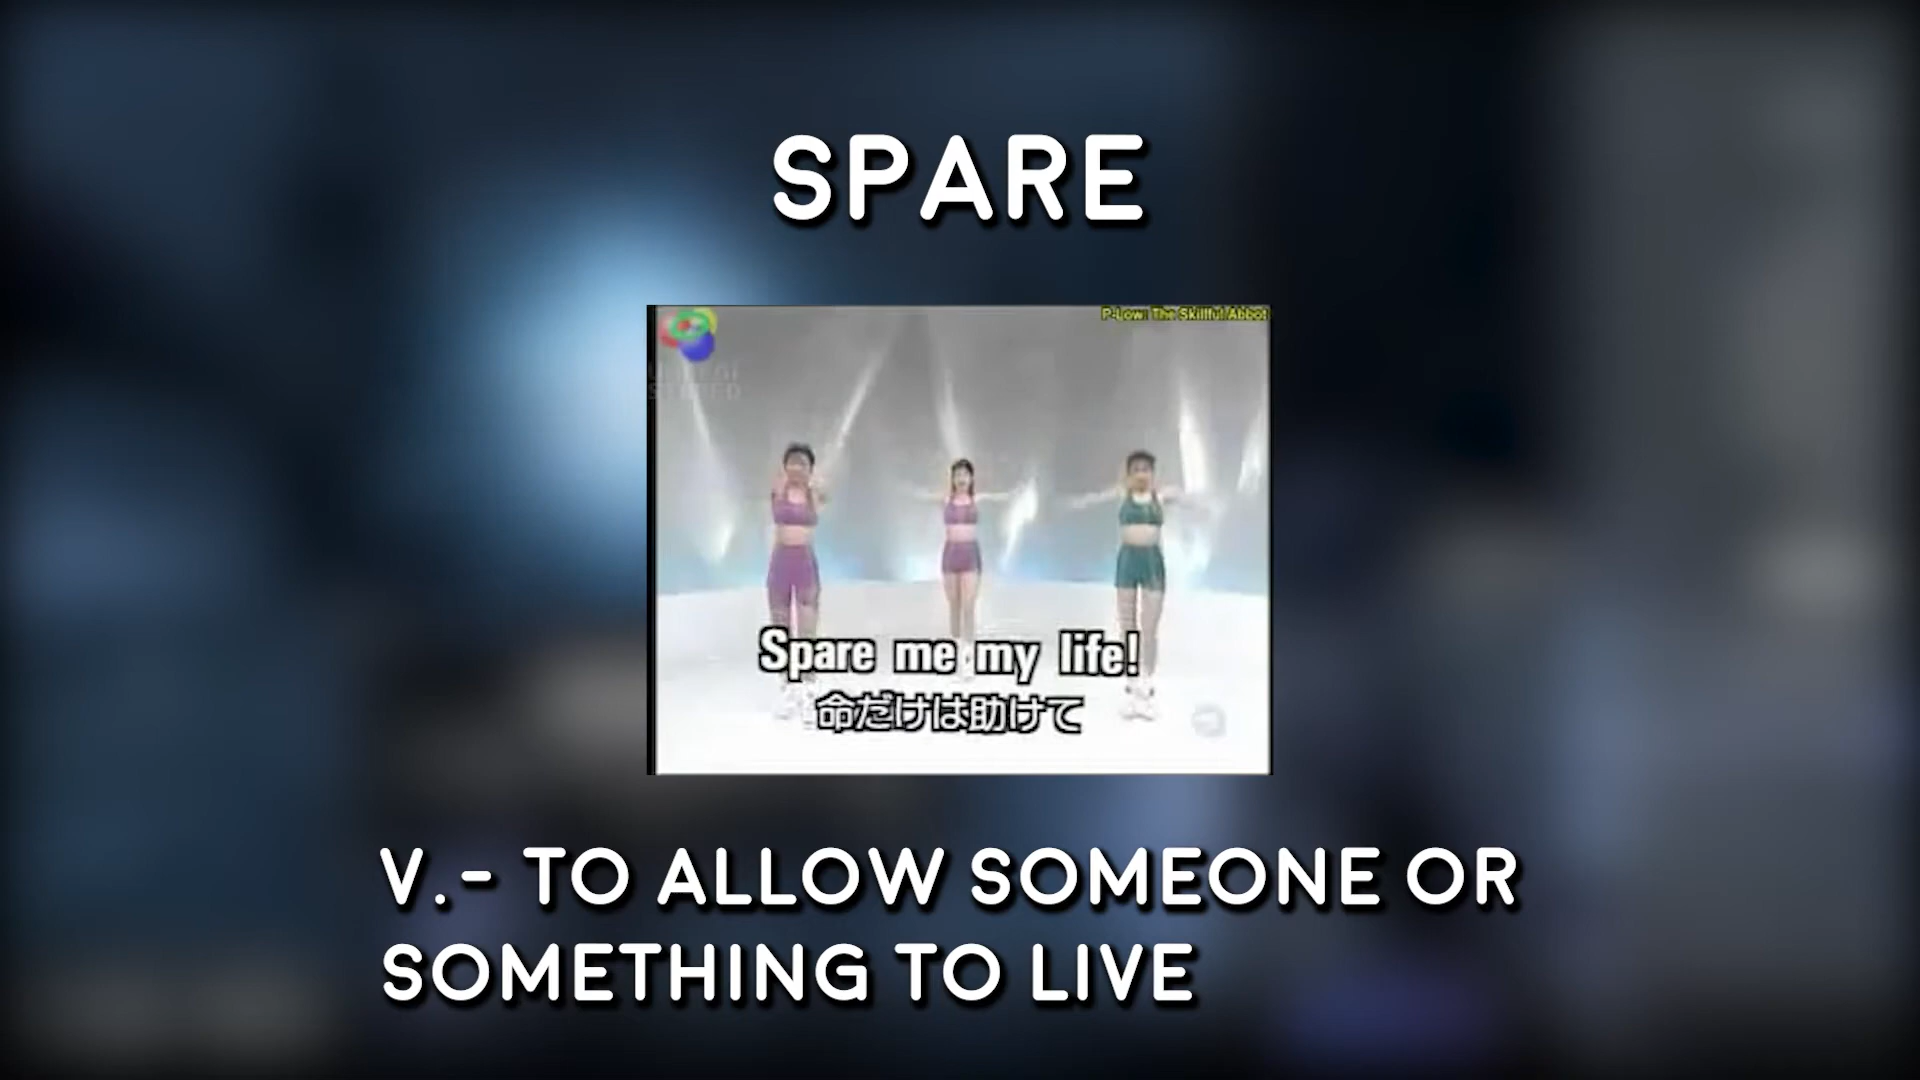 SPARE
P-Low: The Skillful Abbot
Spare me my life!
命だけは助けて
V.- TO ALLOW SOMEONE OR
SOMETHING TO LIVE